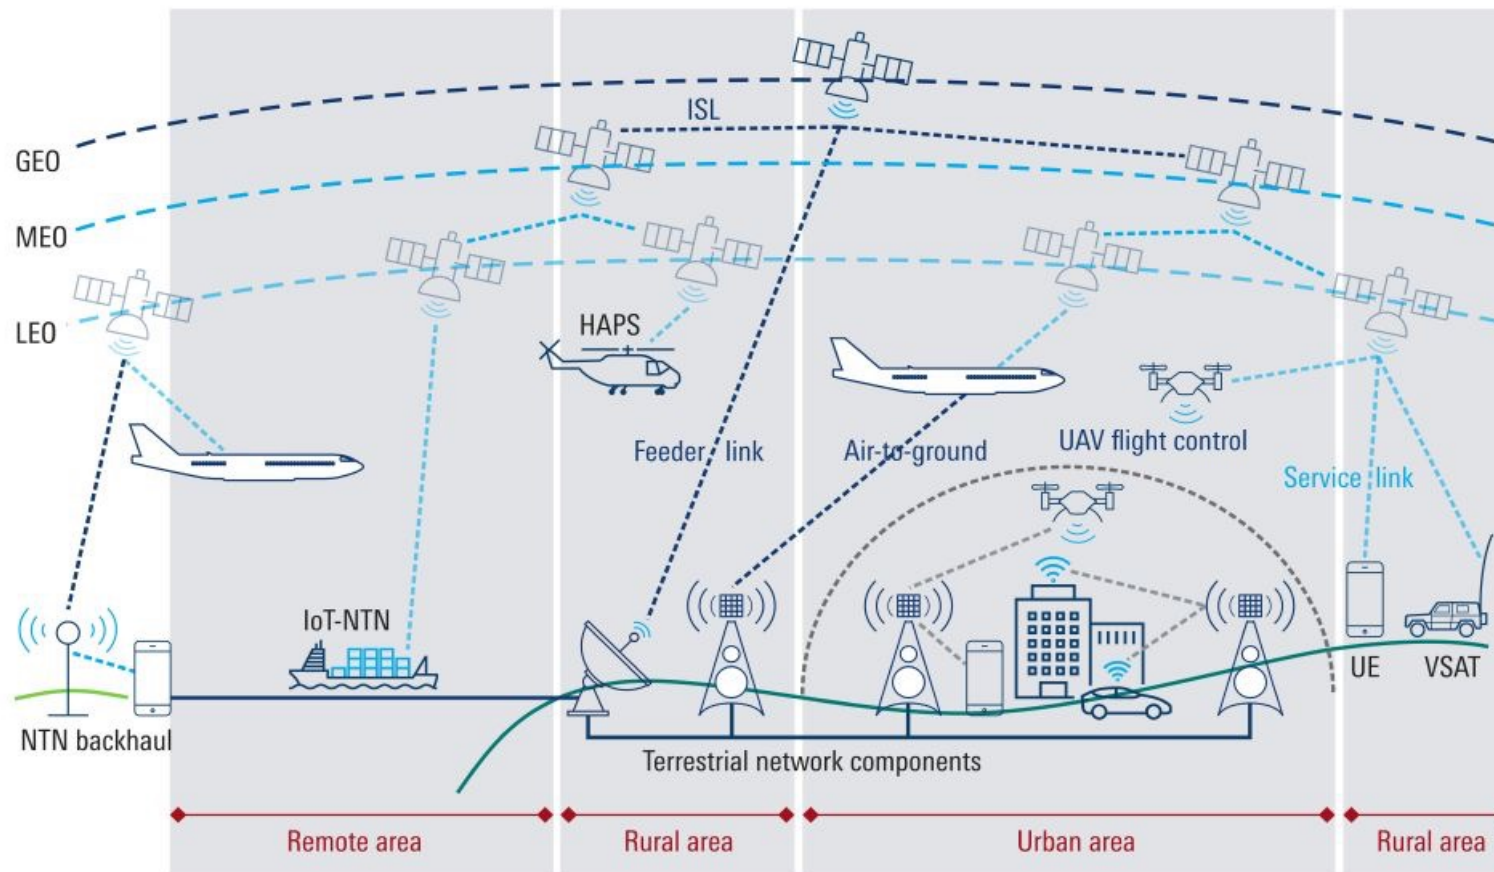 ISL
GEO
MEO
LEO
HAPS
Feeder link
Air-to-ground
UAV flight control
Service link
IoT-NTN
UE
VSAT
NTN backhaul
Terrestrial network components
Remote area
Rural area
Urban area
Rural area